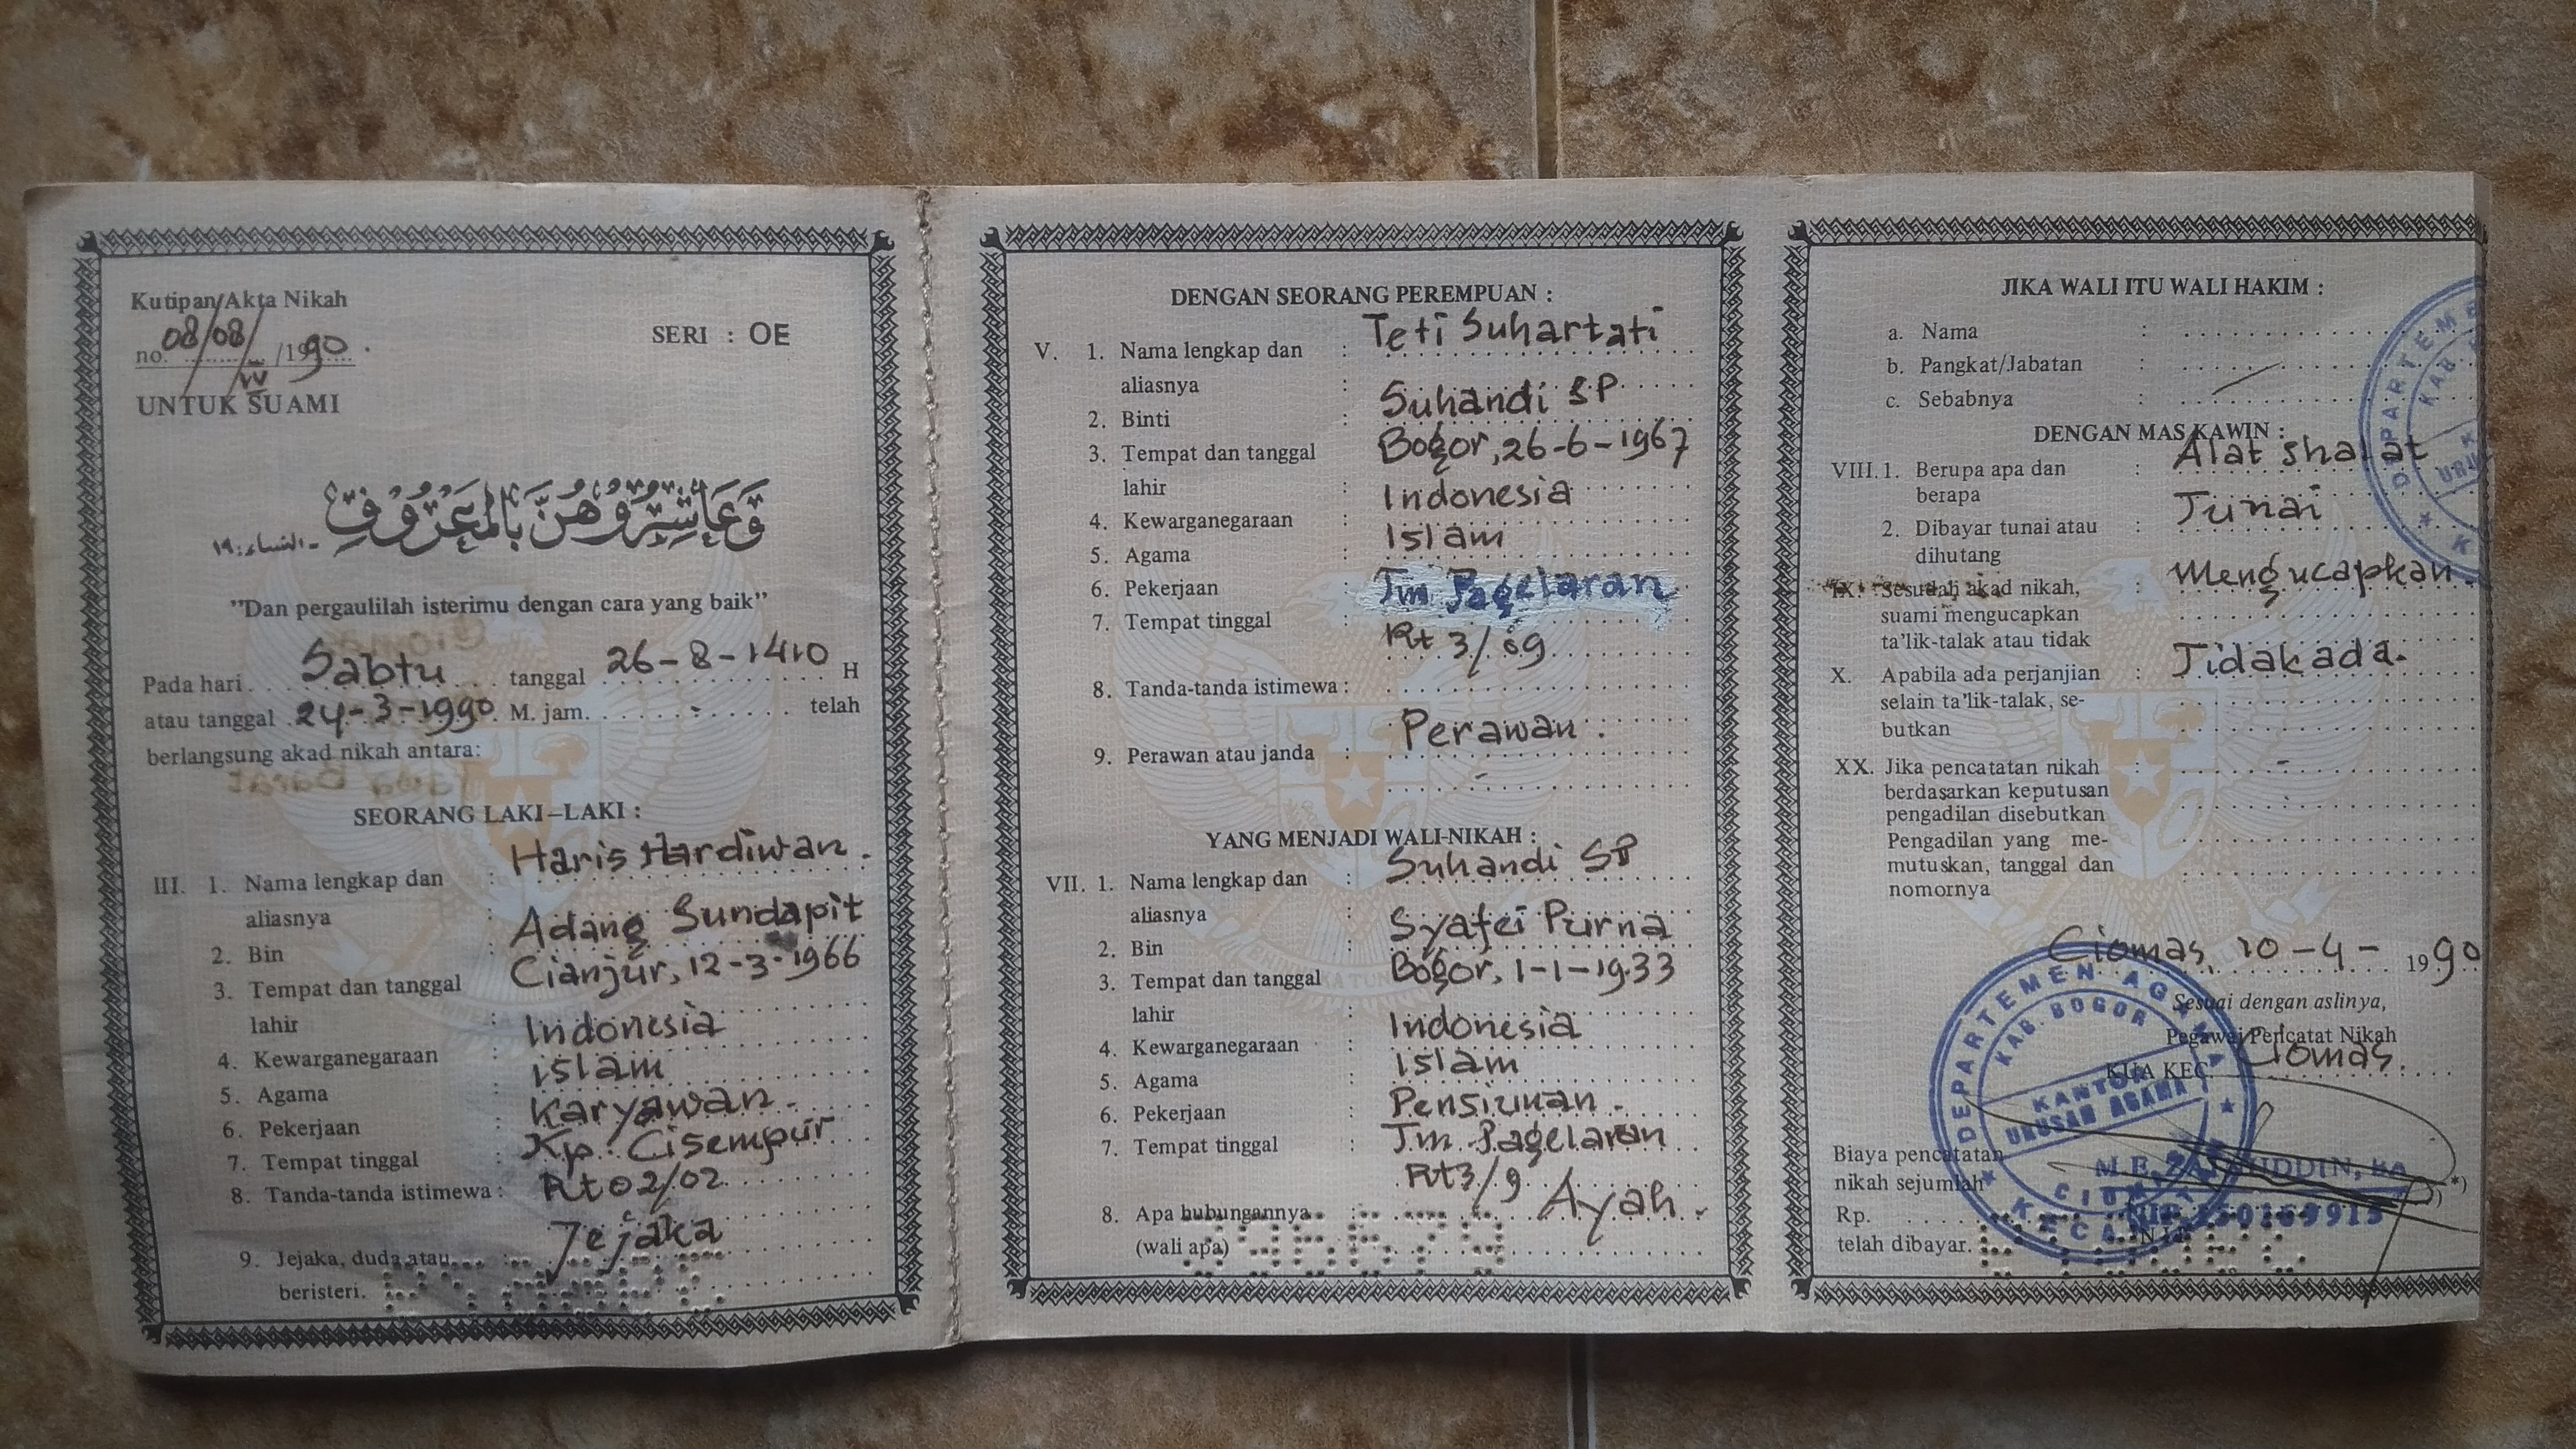 Kutipan/Akta Nikah
no. 08/08/ /1990.
IV
SERI : OE
UNTUK SUAMI
وَعَاشِرُوْهُنَّ بِالْمَعْرُوْفِ - النساء: ١٩
"Dan pergaulilah isterimu dengan cara yang baik"
Pada hari Sabtu tanggal 26-8-1410 H
atau tanggal 24-3-1990. M. jam. - telah
berlangsung akad nikah antara:
SEORANG LAKI-LAKI :
Haris Hardiwan.
III. 1. Nama lengkap dan :
aliasnya : Adang Sundapit
2. Bin :
3. Tempat dan tanggal Cianjur, 12-3-1966
lahir : Indonesia
4. Kewarganegaraan : islam
5. Agama : Karyawan.
6. Pekerjaan : Kp. Cisempur
7. Tempat tinggal :
8. Tanda-tanda istimewa : Rt 02/02
Jejaka
9. Jejaka, duda atau :
beristeri.
DENGAN SEORANG PEREMPUAN :
Teti Suhartati
V. 1. Nama lengkap dan :
aliasnya : Suhandi SP
2. Binti :
3. Tempat dan tanggal Bogor, 26-6-1967
lahir : Indonesia
4. Kewarganegaraan :
5. Agama : Islam
6. Pekerjaan : Tm Pagelaran
7. Tempat tinggal : Rt 3/09
8. Tanda-tanda istimewa :
Perawan.
9. Perawan atau janda :
-
YANG MENJADI WALI-NIKAH :
Suhandi SP
VII. 1. Nama lengkap dan :
aliasnya : Syafei Purna
2. Bin :
3. Tempat dan tanggal Bogor, 1-1-1933
lahir : Indonesia
4. Kewarganegaraan :
5. Agama : islam
6. Pekerjaan : Pensiunan.
7. Tempat tinggal : Tm. Pagelaran
Rt 3/9
8. Apa hubungannya : Ayah.
(wali apa)
JIKA WALI ITU WALI HAKIM :
a. Nama :
b. Pangkat/Jabatan :
c. Sebabnya :
DENGAN MAS KAWIN :
VIII. 1. Berupa apa dan : Alat shalat
berapa
2. Dibayar tunai atau : Tunai
dihutang
IX. Sesudah akad nikah, : Mengucapkan.
suami mengucapkan
ta'lik-talak atau tidak
X. Apabila ada perjanjian : Tidak ada.
selain ta'lik-talak, se-
butkan
XX. Jika pencatatan nikah : -
berdasarkan keputusan
pengadilan disebutkan
Pengadilan yang me-
mutuskan, tanggal dan
nomornya
Ciomas, 10-4- 1990
Sesuai dengan aslinya,
Pegawai Pencatat Nikah
KUA KEC. Ciomas.
DEPARTEMEN AGAMA
KAB. BOGOR
KANTOR
URUSAN AGAMA
Biaya pencatatan
nikah sejumlah *)
Rp.
telah dibayar.